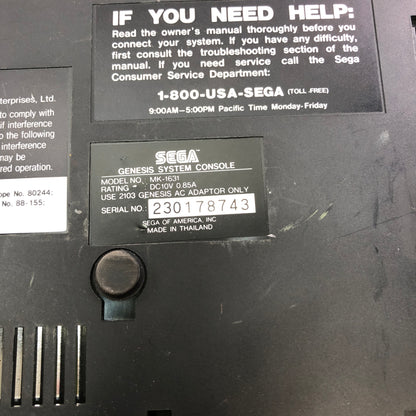 IF YOU NEED HELP:
Read the owner's manual thoroughly before you
connect your system. If you have any difficulty,
first consult the troubleshooting section of the
manual. If you need service call the Sega
Consumer Service Department:
1-800-USA-SEGA (TOLL FREE)
9:00AM–5:00PM Pacific Time Monday-Friday
terprises, Ltd.
to comply with
f interference
to the following
may be
red operation.
ope No. 80244;
No. 88-155;
SEGA
GENESIS SYSTEM CONSOLE
MODEL NO. MK-1631
RATING DC10V 0.85A
USE 2103 GENESIS AC ADAPTOR ONLY
SERIAL NO. 230178743
SEGA OF AMERICA, INC
MADE IN THAILAND